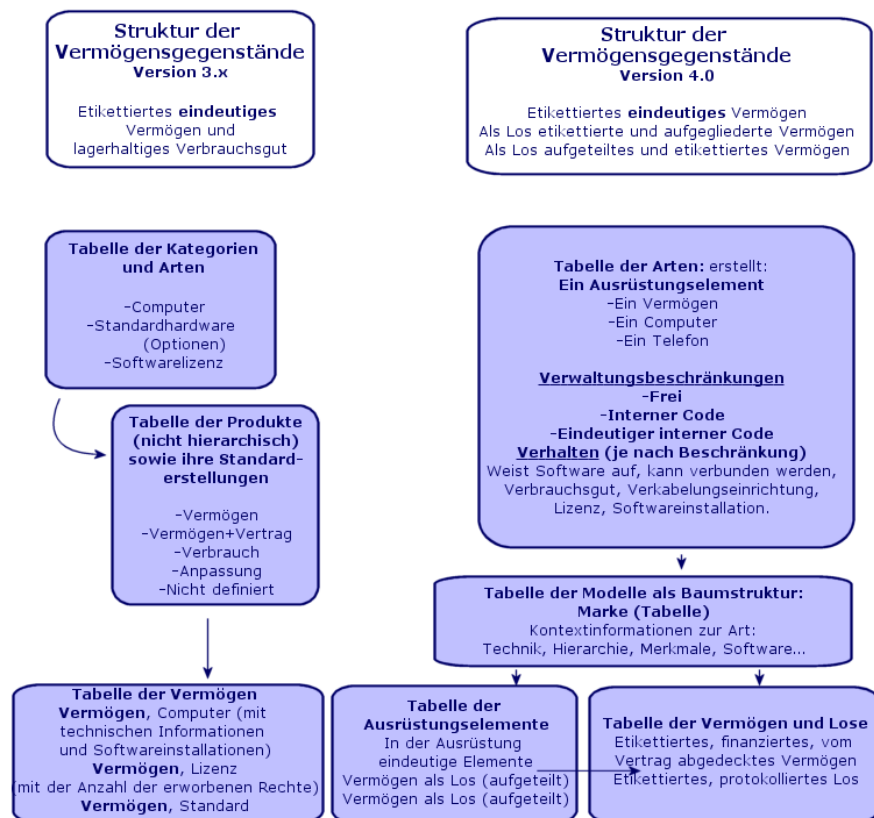 Struktur der
Vermögensgegenstände
Version 3.x
Etikettiertes eindeutiges
Vermögen und
lagerhaltiges Verbrauchsgut
Struktur der
Vermögensgegenstände
Version 4.0
Etikettiertes eindeutiges Vermögen
Als Los etikettierte und aufgegliederte Vermögen
Als Los aufgeteiltes und etikettiertes Vermögen
Tabelle der Kategorien
und Arten
-Computer
-Standardhardware
(Optionen)
-Softwarelizenz
Tabelle der Produkte
(nicht hierarchisch)
sowie ihre Standard-
erstellungen
-Vermögen
-Vermögen+Vertrag
-Verbrauch
-Anpassung
-Nicht definiert
Tabelle der Vermögen
Vermögen, Computer (mit
technischen Informationen
und Softwareinstallationen)
Vermögen, Lizenz
(mit der Anzahl der erworbenen Rechte)
Vermögen, Standard
Tabelle der Arten: erstellt:
Ein Ausrüstungselement
-Ein Vermögen
-Ein Computer
-Ein Telefon
Verwaltungsbeschränkungen
-Frei
-Interner Code
-Eindeutiger interner Code
Verhalten (je nach Beschränkung)
Weist Software auf, kann verbunden werden,
Verbrauchsgut, Verkabelungseinrichtung,
Lizenz, Softwareinstallation.
Tabelle der Modelle als Baumstruktur:
Marke (Tabelle)
Kontextinformationen zur Art:
Technik, Hierarchie, Merkmale, Software...
Tabelle der
Ausrüstungselemente
In der Ausrüstung
eindeutige Elemente
Vermögen als Los (aufgeteilt)
Vermögen als Los (aufgeteilt)
Tabelle der Vermögen und Lose
Etikettiertes, finanziertes, vom
Vertrag abgedecktes Vermögen
Etikettiertes, protokolliertes Los